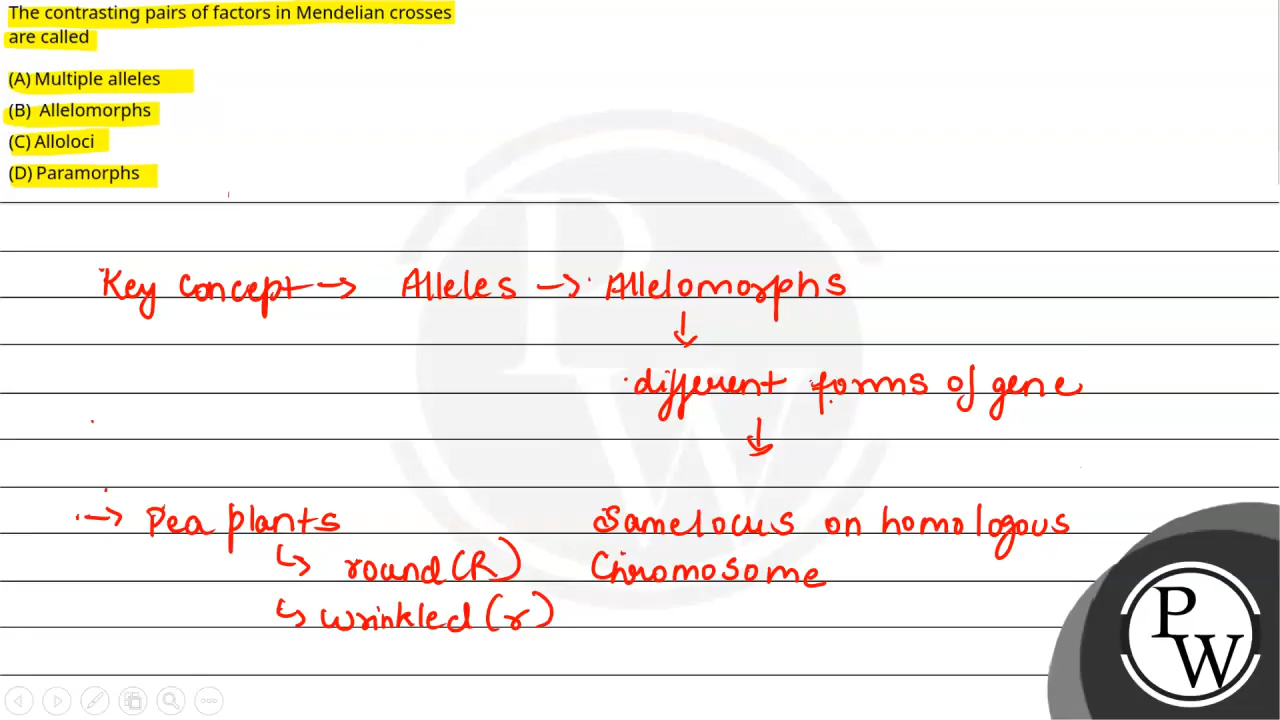 The contrasting pairs of factors in Mendelian crosses
are called
(A) Multiple alleles
(B) Allelomorphs
(C) Alloloci
(D) Paramorphs
Key concept → Alleles → Allelomorphs
↓
different forms of gene
↓
→ Pea plants
↳ round (R)
↳ wrinkled (r)
Same locus on homologous
Chromosome
P
W